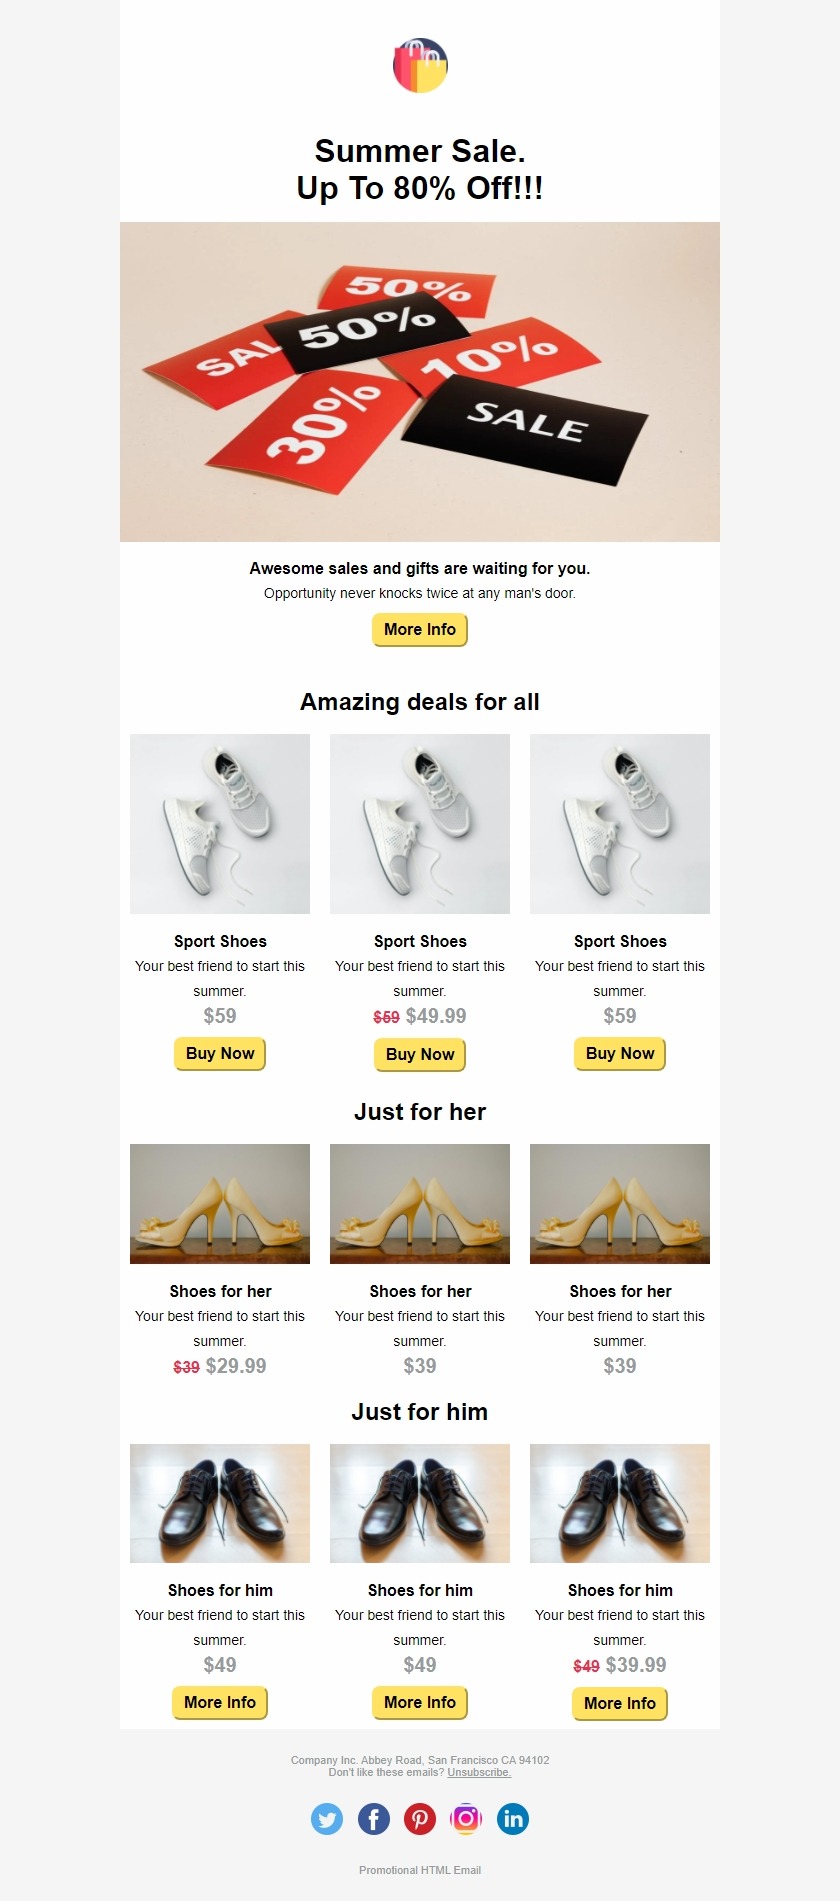 Summer Sale.
Up To 80% Off!!!
50%
SAL
50%
10%
30%
SALE
Awesome sales and gifts are waiting for you.
Opportunity never knocks twice at any man's door.
More Info
Amazing deals for all
Sport Shoes
Your best friend to start this
summer.
$59
Buy Now
Sport Shoes
Your best friend to start this
summer.
$59 $49.99
Buy Now
Sport Shoes
Your best friend to start this
summer.
$59
Buy Now
Just for her
Shoes for her
Your best friend to start this
summer.
$39 $29.99
Shoes for her
Your best friend to start this
summer.
$39
Shoes for her
Your best friend to start this
summer.
$39
Just for him
Shoes for him
Your best friend to start this
summer.
$49
More Info
Shoes for him
Your best friend to start this
summer.
$49
More Info
Shoes for him
Your best friend to start this
summer.
$49 $39.99
More Info
Company Inc. Abbey Road, San Francisco CA 94102
Don't like these emails? Unsubscribe.
Promotional HTML Email